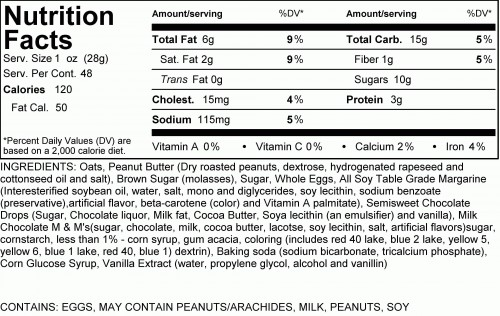 Nutrition
Facts
Serv. Size 1 oz (28g)
Serv. Per Cont. 48
Calories 120
Fat Cal. 50
*Percent Daily Values (DV) are
based on a 2,000 calorie diet.
Amount/serving %DV* Amount/serving %DV*
Total Fat 6g 9% Total Carb. 15g 5%
Sat. Fat 2g 9% Fiber 1g 5%
Trans Fat 0g Sugars 10g
Cholest. 15mg 4% Protein 3g
Sodium 115mg 5%
Vitamin A 0% • Vitamin C 0% • Calcium 2% • Iron 4%
INGREDIENTS: Oats, Peanut Butter (Dry roasted peanuts, dextrose, hydrogenated rapeseed and
cottonseed oil and salt), Brown Sugar (molasses), Sugar, Whole Eggs, All Soy Table Grade Margarine
(Interesterified soybean oil, water, salt, mono and diglycerides, soy lecithin, sodium benzoate
(preservative),artificial flavor, beta-carotene (color) and Vitamin A palmitate), Semisweet Chocolate
Drops (Sugar, Chocolate liquor, Milk fat, Cocoa Butter, Soya lecithin (an emulsifier) and vanilla), Milk
Chocolate M & M's(sugar, chocolate, milk, cocoa butter, lacotse, soy lecithin, salt, artificial flavors)sugar,
cornstarch, less than 1% - corn syrup, gum acacia, coloring (includes red 40 lake, blue 2 lake, yellow 5,
yellow 6, blue 1 lake, red 40, blue 1) dextrin), Baking soda (sodium bicarbonate, tricalcium phosphate),
Corn Glucose Syrup, Vanilla Extract (water, propylene glycol, alcohol and vanillin)
CONTAINS: EGGS, MAY CONTAIN PEANUTS/ARACHIDES, MILK, PEANUTS, SOY